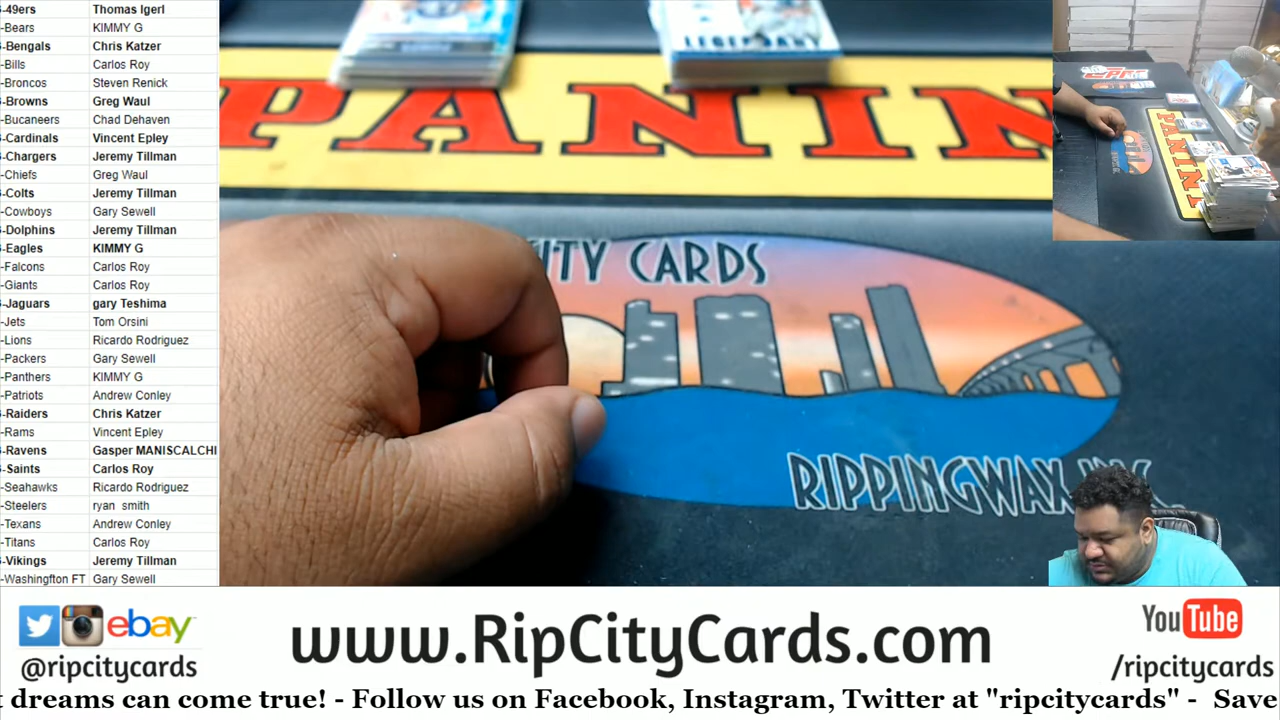 -49ers Thomas Igerl
-Bears KIMMY G
-Bengals Chris Katzer
-Bills Carlos Roy
-Broncos Steven Renick
-Browns Greg Waul
-Bucaneers Chad Dehaven
-Cardinals Vincent Epley
-Chargers Jeremy Tillman
-Chiefs Greg Waul
-Colts Jeremy Tillman
-Cowboys Gary Sewell
-Dolphins Jeremy Tillman
-Eagles KIMMY G
-Falcons Carlos Roy
-Giants Carlos Roy
-Jaguars gary Teshima
-Jets Tom Orsini
-Lions Ricardo Rodriguez
-Packers Gary Sewell
-Panthers KIMMY G
-Patriots Andrew Conley
-Raiders Chris Katzer
-Rams Vincent Epley
-Ravens Gasper MANISCALCHI
-Saints Carlos Roy
-Seahawks Ricardo Rodriguez
-Steelers ryan smith
-Texans Andrew Conley
-Titans Carlos Roy
-Vikings Jeremy Tillman
-Washingfton FT Gary Sewell
LEGENDARY
PANIN
CITY CARDS
RIPPINGWAX INC
PANINI
ebay
@ripcitycards
www.RipCityCards.com
YouTube
/ripcitycards
t dreams can come true! - Follow us on Facebook, Instagram, Twitter at "ripcitycards" - Save